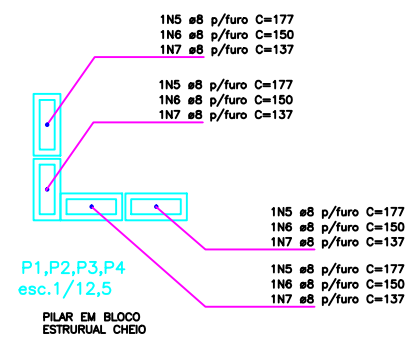 1N5 ø8 p/furo C=177
1N6 ø8 p/furo C=150
1N7 ø8 p/furo C=137
1N5 ø8 p/furo C=177
1N6 ø8 p/furo C=150
1N7 ø8 p/furo C=137
1N5 ø8 p/furo C=177
1N6 ø8 p/furo C=150
1N7 ø8 p/furo C=137
1N5 ø8 p/furo C=177
1N6 ø8 p/furo C=150
1N7 ø8 p/furo C=137
P1,P2,P3,P4
esc.1/12,5
PILAR EM BLOCO
ESTRURUAL CHEIO